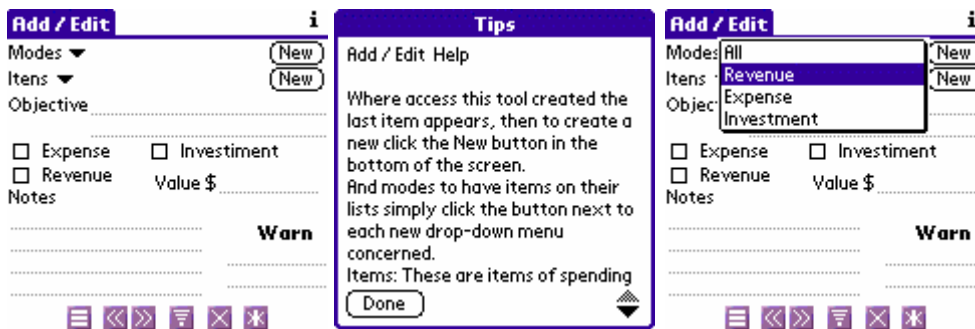 Add / Edit
i
Modes
New
Itens
New
Objective
Expense
Investiment
Revenue
Value $
Notes
Warn
Tips
Add / Edit Help
Where access this tool created the
last item appears, then to create a
new click the New button in the
bottom of the screen.
And modes to have items on their
lists simply click the button next to
each new drop-down menu
concerned.
Items: These are items of spending
Done
Add / Edit
i
Modes
All
New
Itens
Revenue
New
Expense
Investment
Expense
Investiment
Revenue
Value $
Notes
Warn